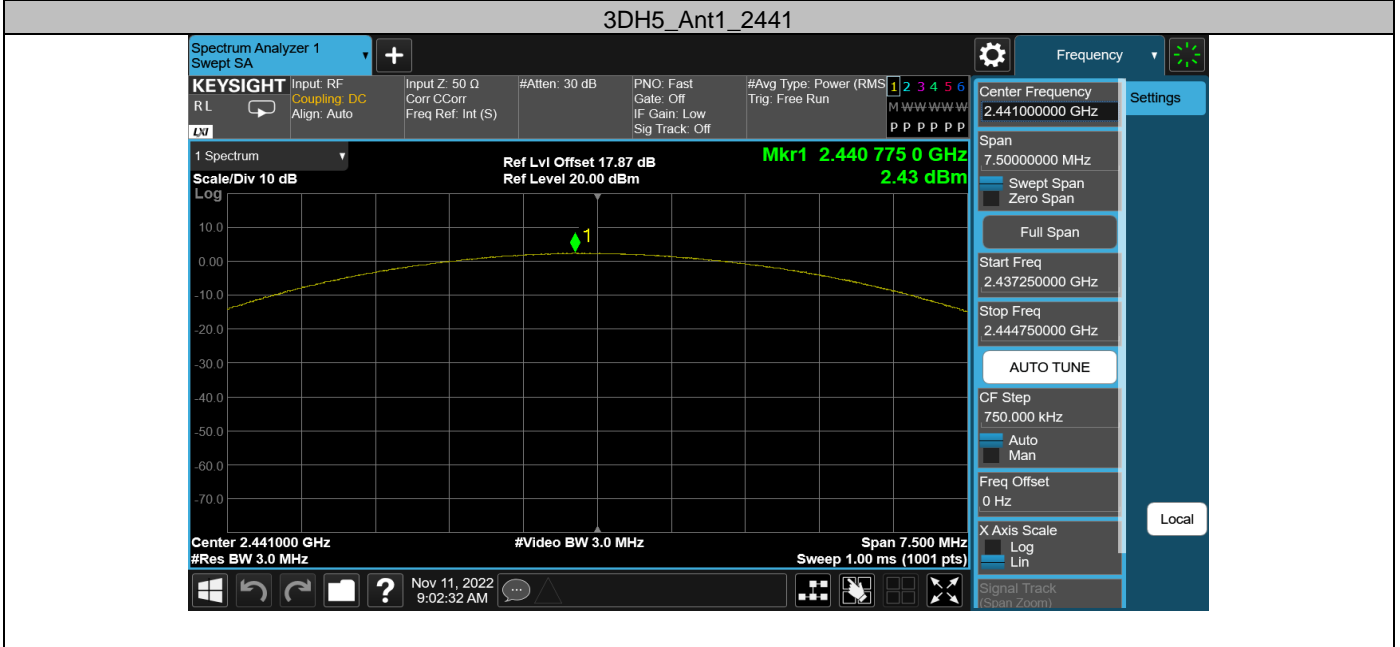 3DH5_Ant1_2441
Spectrum Analyzer 1
Swept SA
Frequency
KEYSIGHT
RL
LXI
Input: RF
Coupling: DC
Align: Auto
Input Z: 50 Ω
Corr CCorr
Freq Ref: Int (S)
#Atten: 30 dB
PNO: Fast
Gate: Off
IF Gain: Low
Sig Track: Off
#Avg Type: Power (RMS
Trig: Free Run
1 2 3 4 5 6
M W W W W W
P P P P P P
1 Spectrum
Scale/Div 10 dB
Ref Lvl Offset 17.87 dB
Ref Level 20.00 dBm
Mkr1 2.440 775 0 GHz
2.43 dBm
Log
10.0
1
0.00
-10.0
-20.0
-30.0
-40.0
-50.0
-60.0
-70.0
Center 2.441000 GHz
#Video BW 3.0 MHz
Span 7.500 MHz
#Res BW 3.0 MHz
Sweep 1.00 ms (1001 pts)
Center Frequency
2.441000000 GHz
Settings
Span
7.50000000 MHz
Swept Span
Zero Span
Full Span
Start Freq
2.437250000 GHz
Stop Freq
2.444750000 GHz
AUTO TUNE
CF Step
750.000 kHz
Auto
Man
Freq Offset
0 Hz
X Axis Scale
Log
Lin
Local
Signal Track
(Span Zoom)
?
Nov 11, 2022
9:02:32 AM